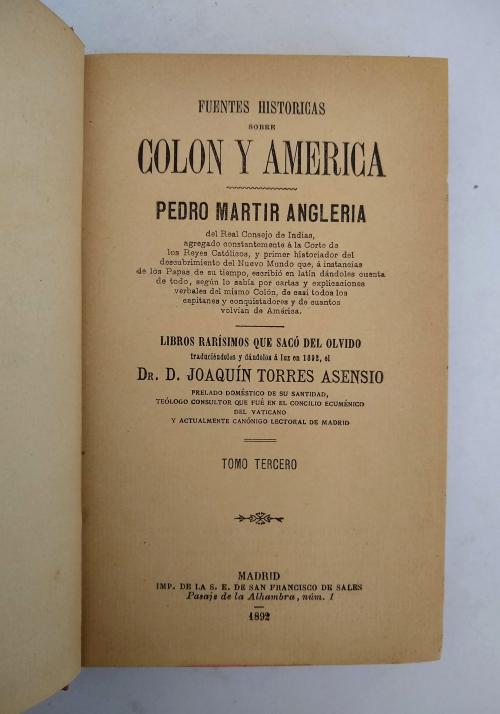 FUENTES HISTORICAS
SOBRE
COLON Y AMERICA
PEDRO MARTIR ANGLERIA
del Real Consejo de Indias,
agregado constantemente á la Corte de
los Reyes Católicos, y primer historiador del
descubrimiento del Nuevo Mundo que, á instancias
de los Papas de su tiempo, escribió en latín dándoles cuenta
de todo, según lo sabía por cartas y explicaciones
verbales del mismo Colón, de casi todos los
capitanes y conquistadores y de cuantos
volvían de América.
LIBROS RARÍSIMOS QUE SACÓ DEL OLVIDO
traduciéndolos y dándolos á luz en 1892, el
DR. D. JOAQUÍN TORRES ASENSIO
PRELADO DOMÉSTICO DE SU SANTIDAD,
TEÓLOGO CONSULTOR QUE FUÉ EN EL CONCILIO ECUMÉNICO
DEL VATICANO
Y ACTUALMENTE CANÓNIGO LECTORAL DE MADRID
TOMO TERCERO
MADRID
IMP. DE LA S. E. DE SAN FRANCISCO DE SALES
Pasaje de la Alhambra, núm. 1
1892